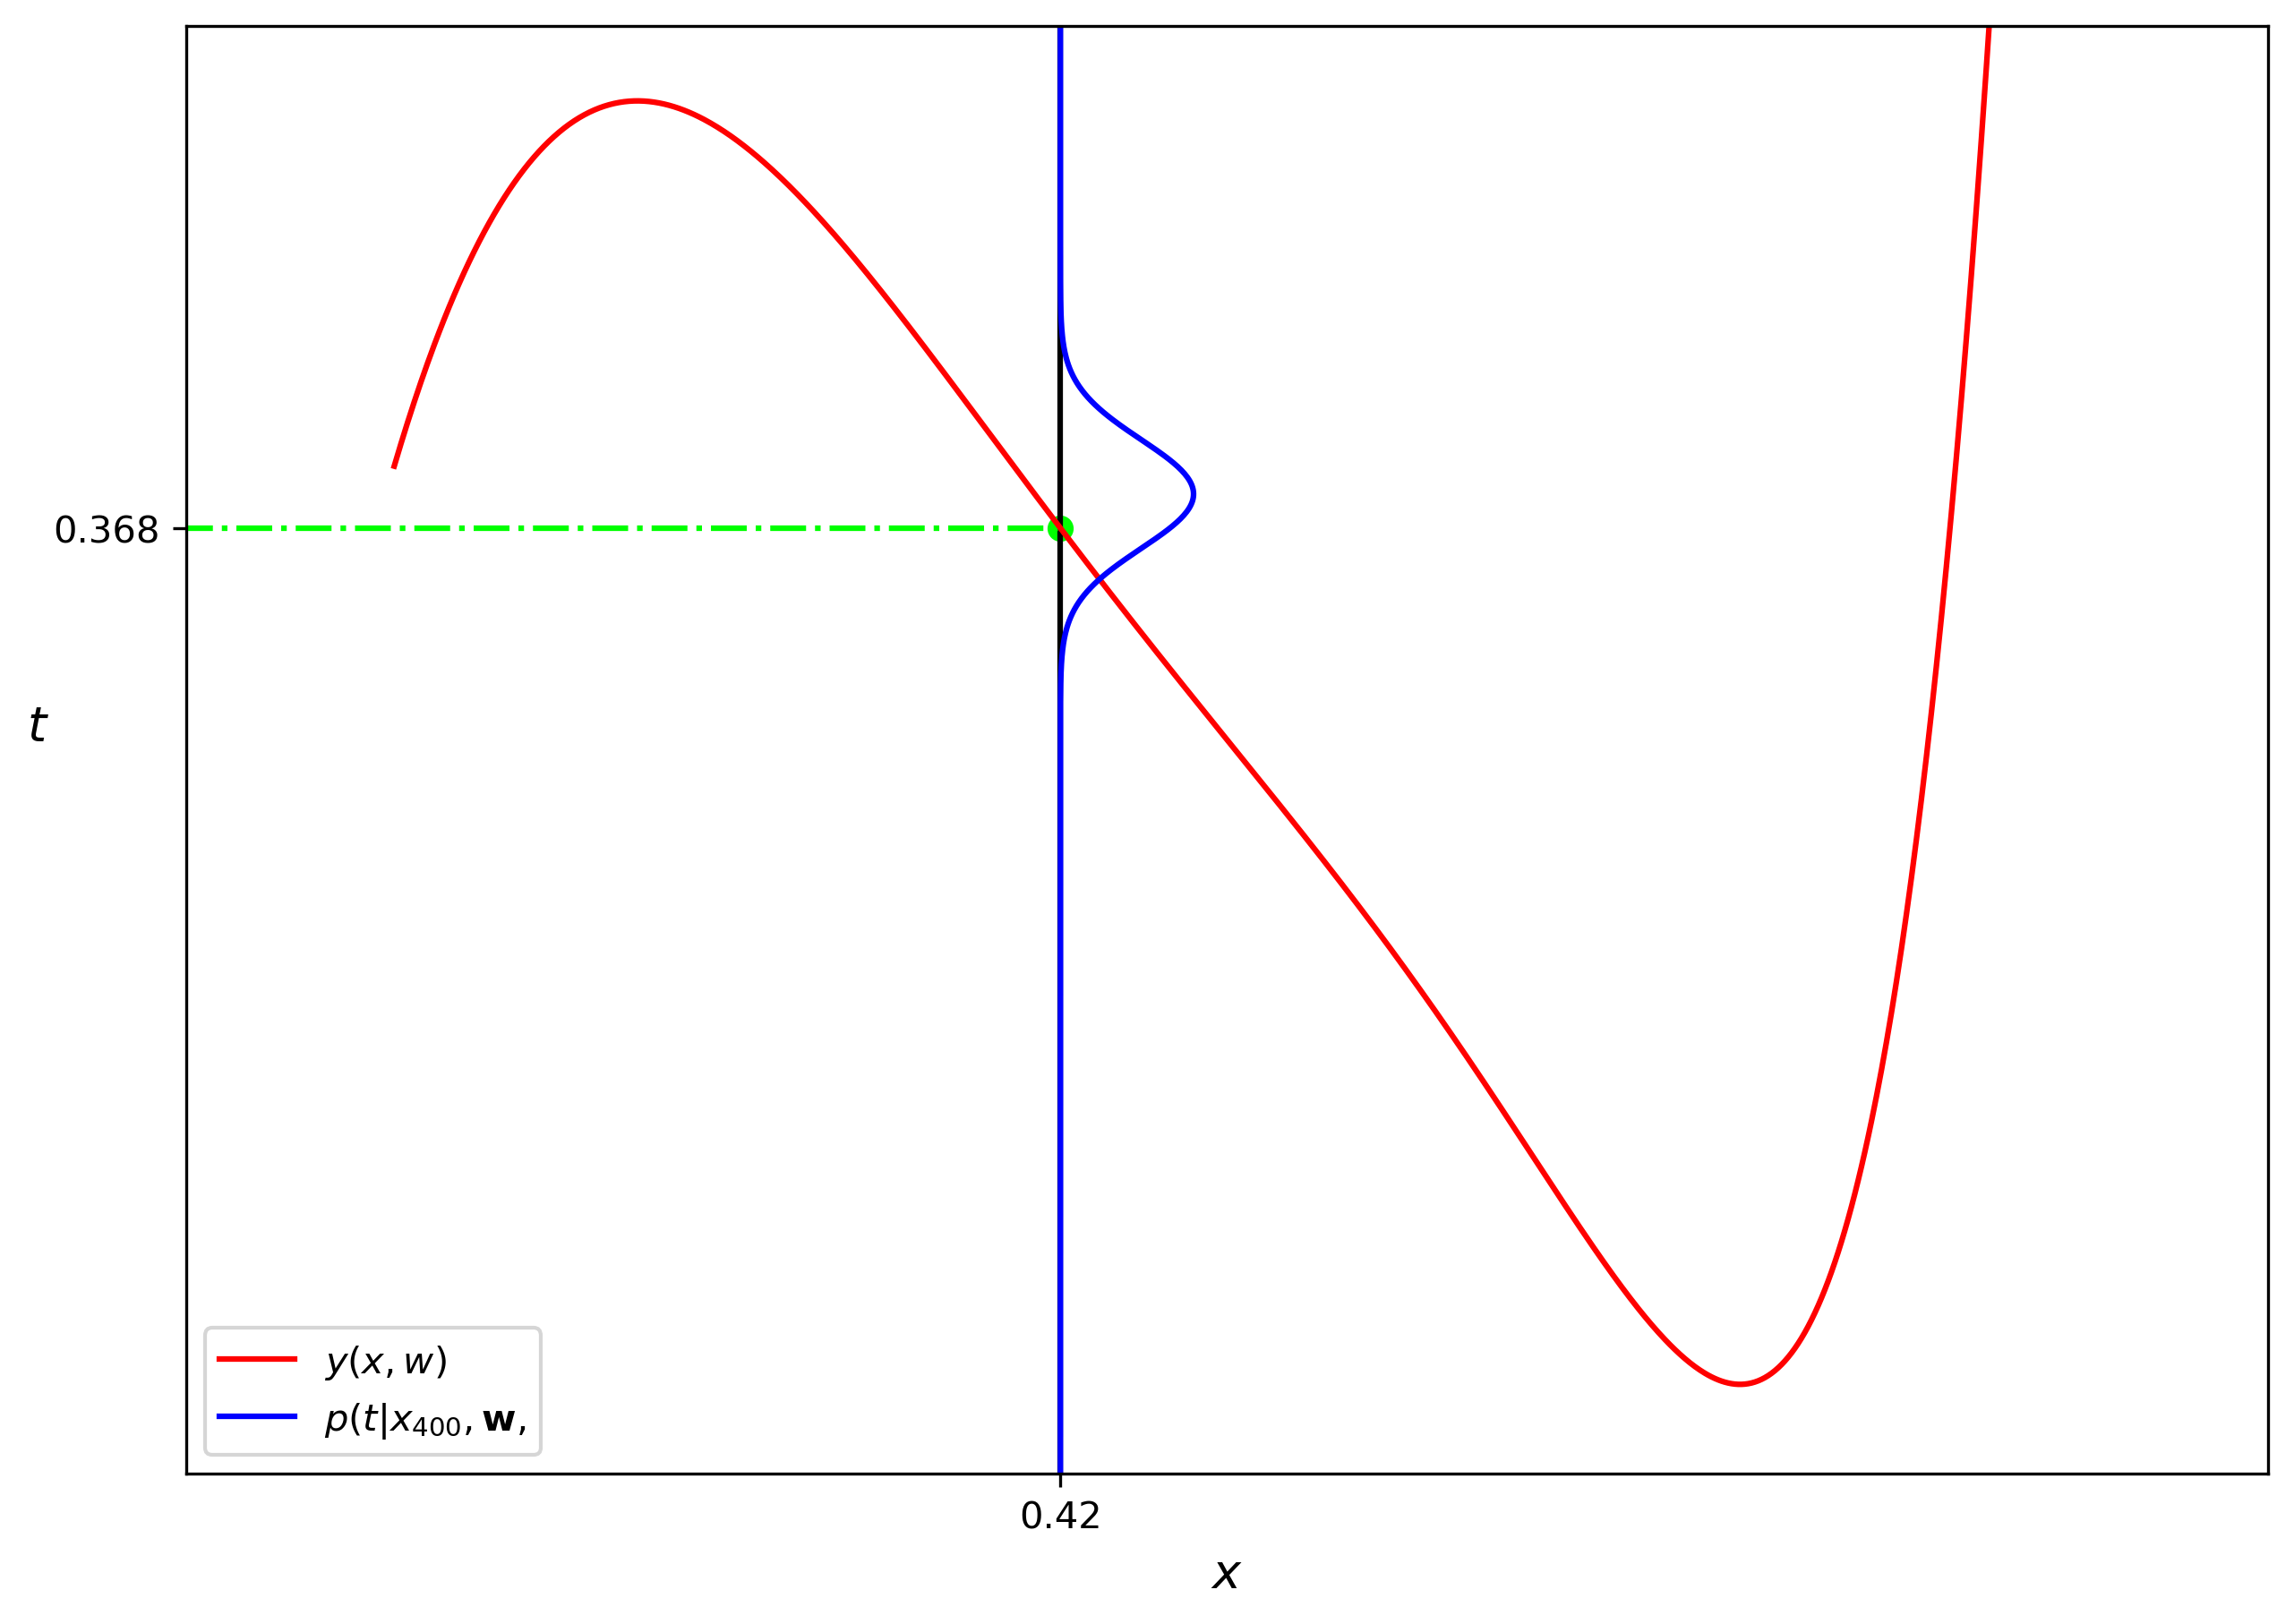 0.368
t
y(x, w)
p(t|x₄₀₀, 𝐰,
0.42
x